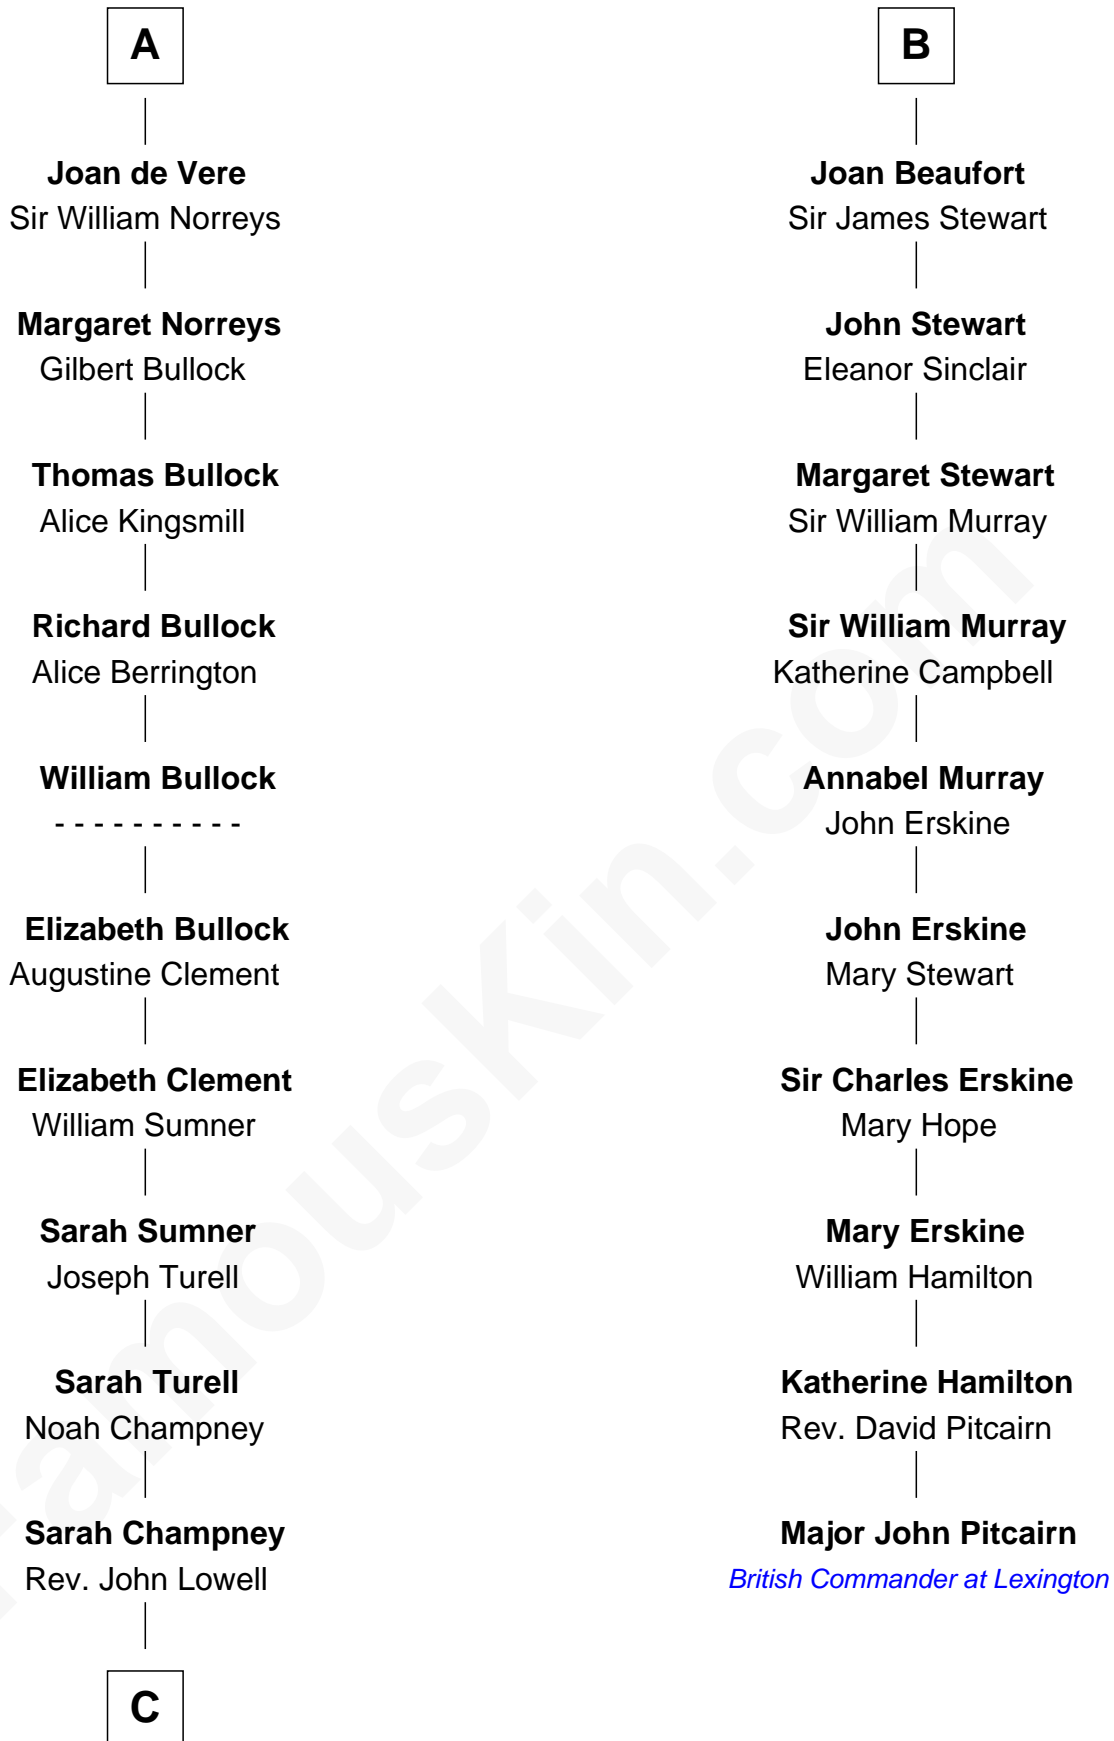 A
Joan de Vere
Sir William Norreys
Margaret Norreys
Gilbert Bullock
Thomas Bullock
Alice Kingsmill
Richard Bullock
Alice Berrington
William Bullock
- - - - - - - - - -
Elizabeth Bullock
Augustine Clement
Elizabeth Clement
William Sumner
Sarah Sumner
Joseph Turell
Sarah Turell
Noah Champney
Sarah Champney
Rev. John Lowell
C
B
Joan Beaufort
Sir James Stewart
John Stewart
Eleanor Sinclair
Margaret Stewart
Sir William Murray
Sir William Murray
Katherine Campbell
Annabel Murray
John Erskine
John Erskine
Mary Stewart
Sir Charles Erskine
Mary Hope
Mary Erskine
William Hamilton
Katherine Hamilton
Rev. David Pitcairn
Major John Pitcairn
British Commander at Lexington
FamousKin.com